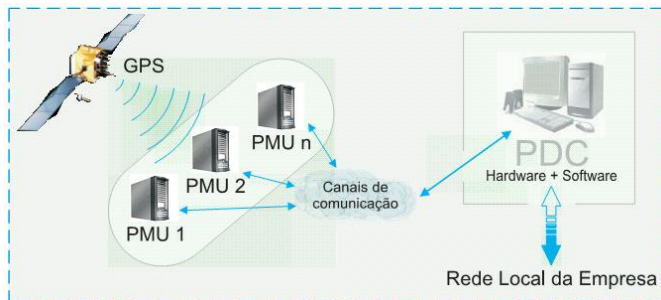 GPS
PMU n
PMU 2
PMU 1
Canais de
comunicação
PDC
Hardware + Software
Rede Local da Empresa